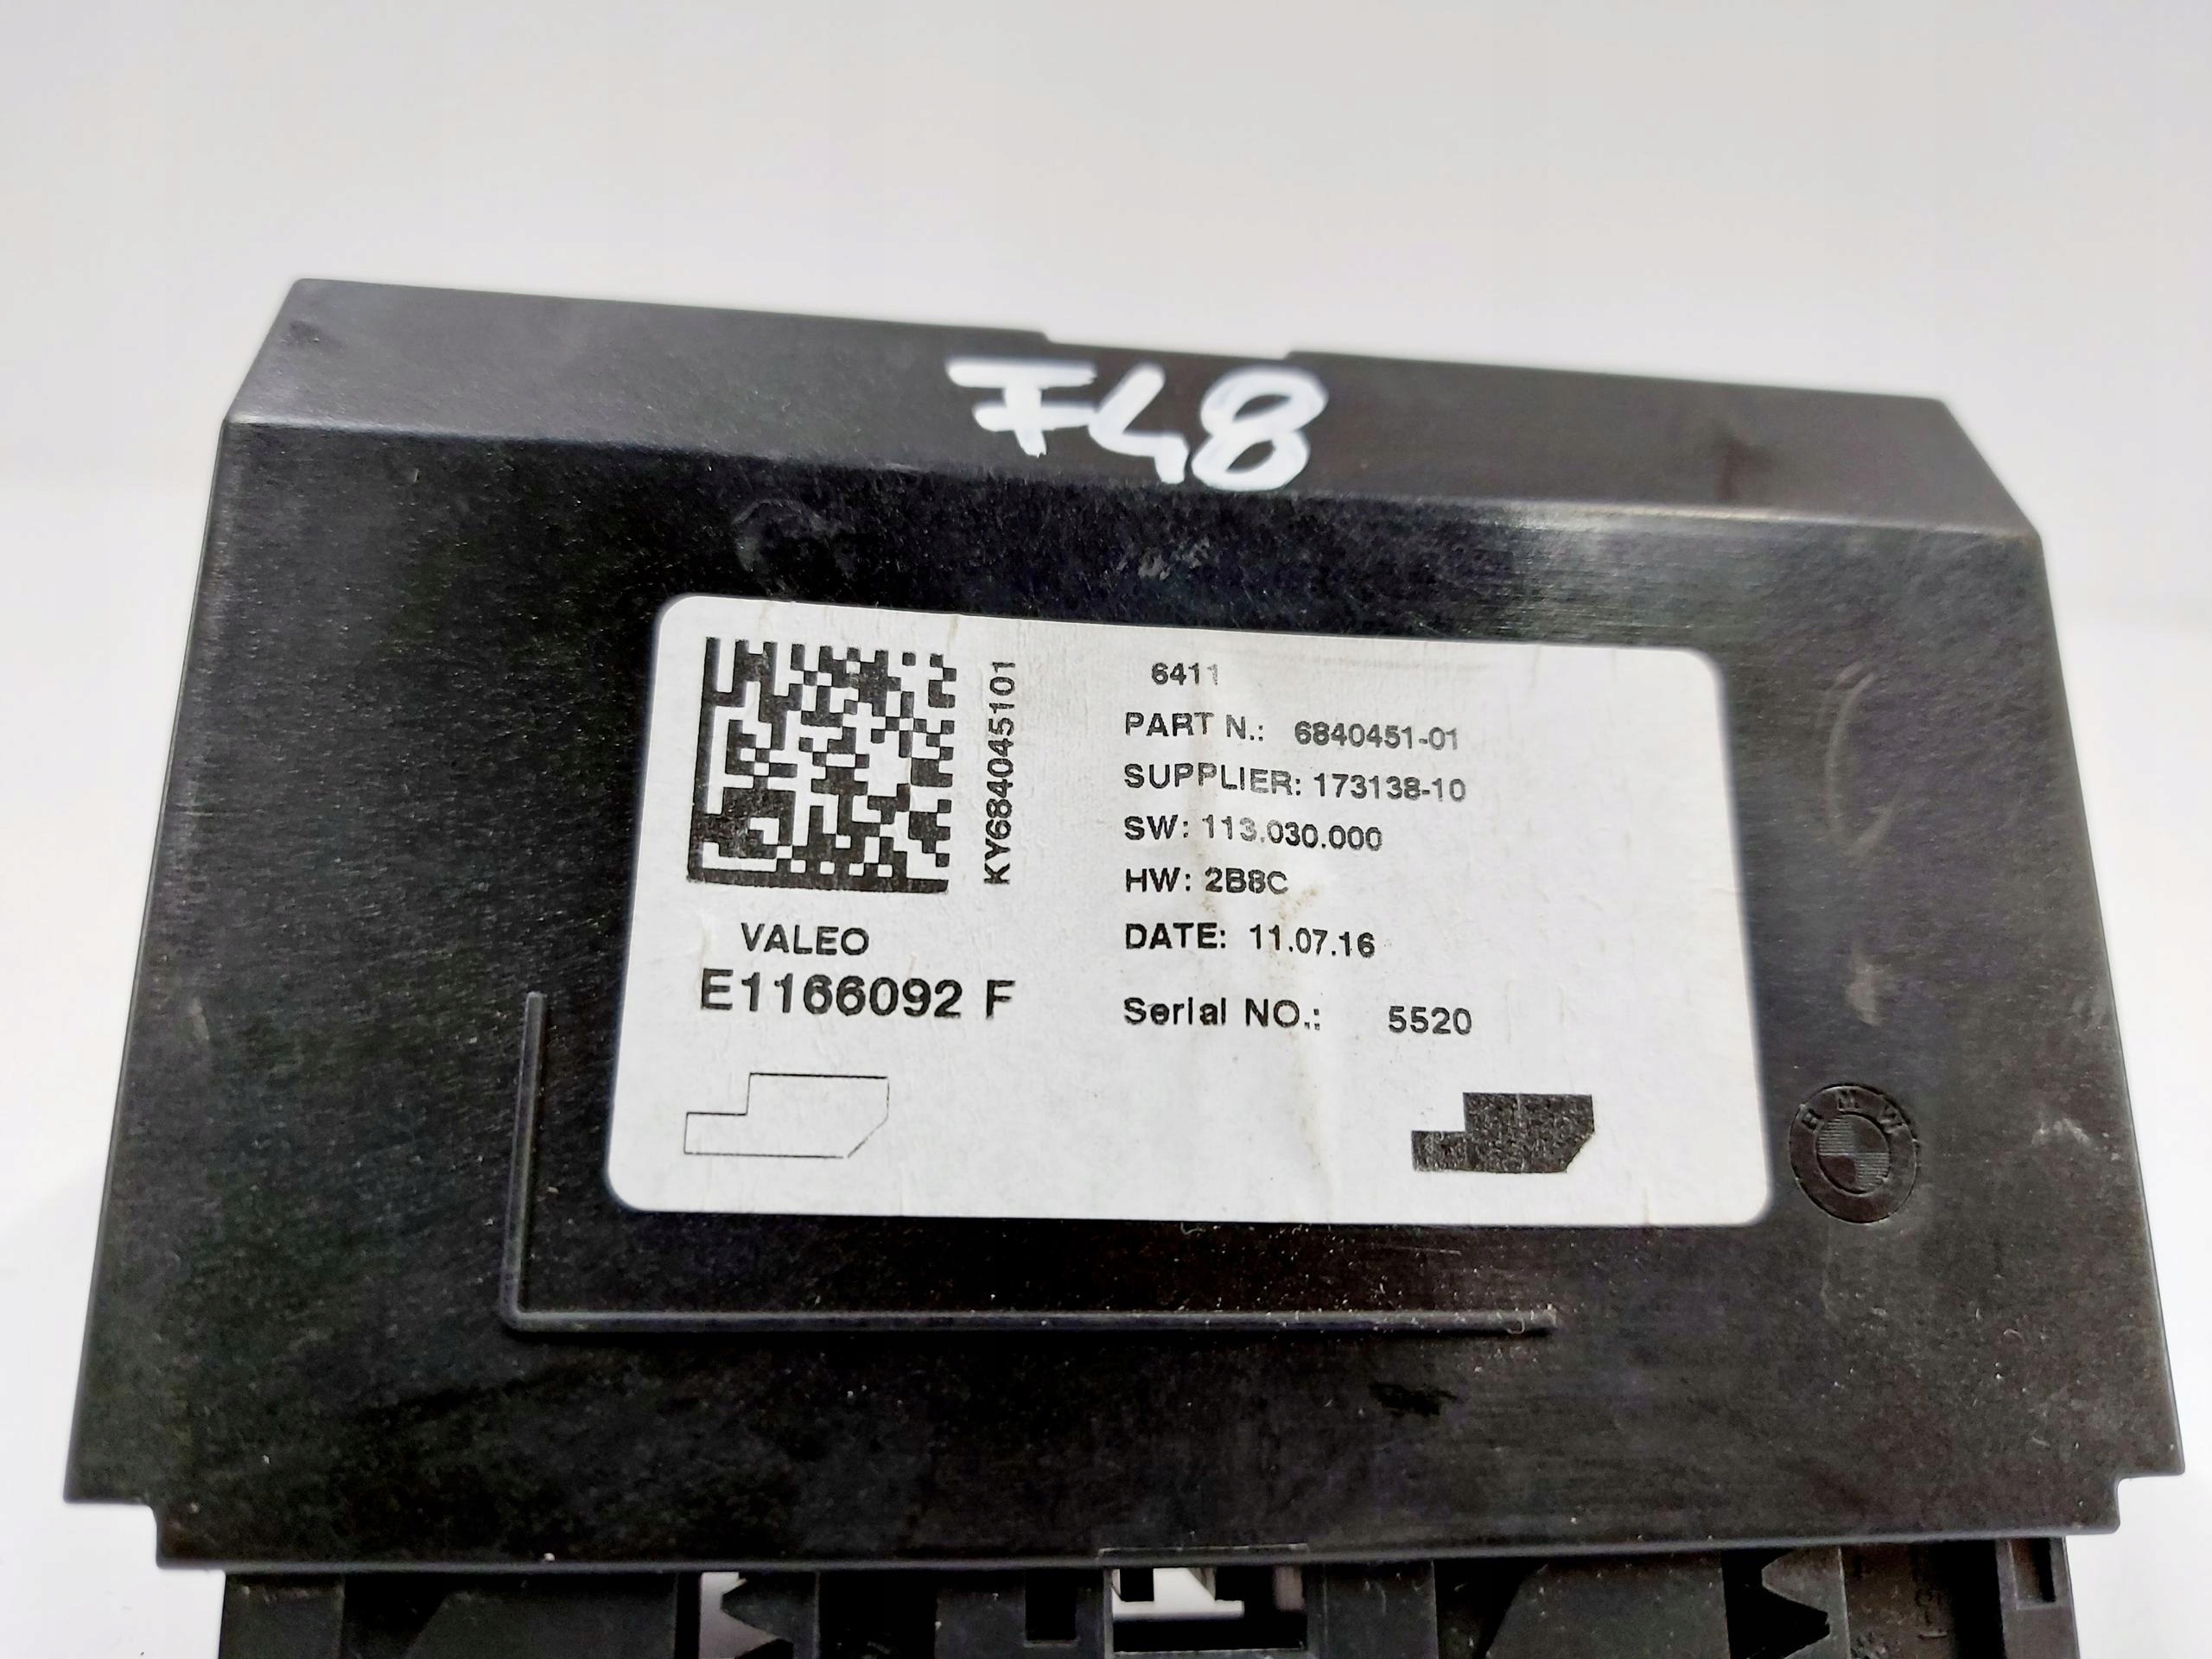 F48
KY684045101
6411
PART N.: 6840451-01
SUPPLIER: 173138-10
SW: 113.030.000
HW: 2B8C
DATE: 11.07.16
VALEO
E1166092 F
Serial NO.: 5520
BMW